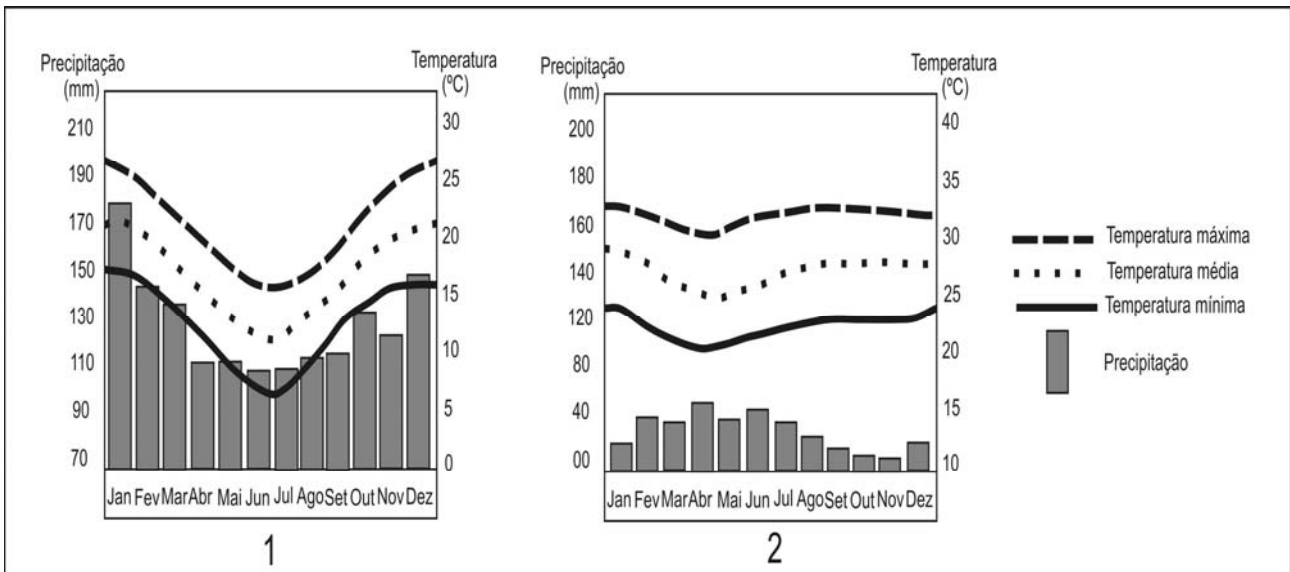 Precipitação
(mm)
Temperatura
(ºC)
210
190
170
150
130
110
90
70
30
25
20
15
10
5
0
Jan Fev Mar Abr Mai Jun Jul Ago Set Out Nov Dez
1
Precipitação
(mm)
Temperatura
(ºC)
200
180
160
140
120
80
40
00
40
35
30
25
20
15
10
Jan Fev Mar Abr Mai Jun Jul Ago Set Out Nov Dez
2
Temperatura máxima
Temperatura média
Temperatura mínima
Precipitação